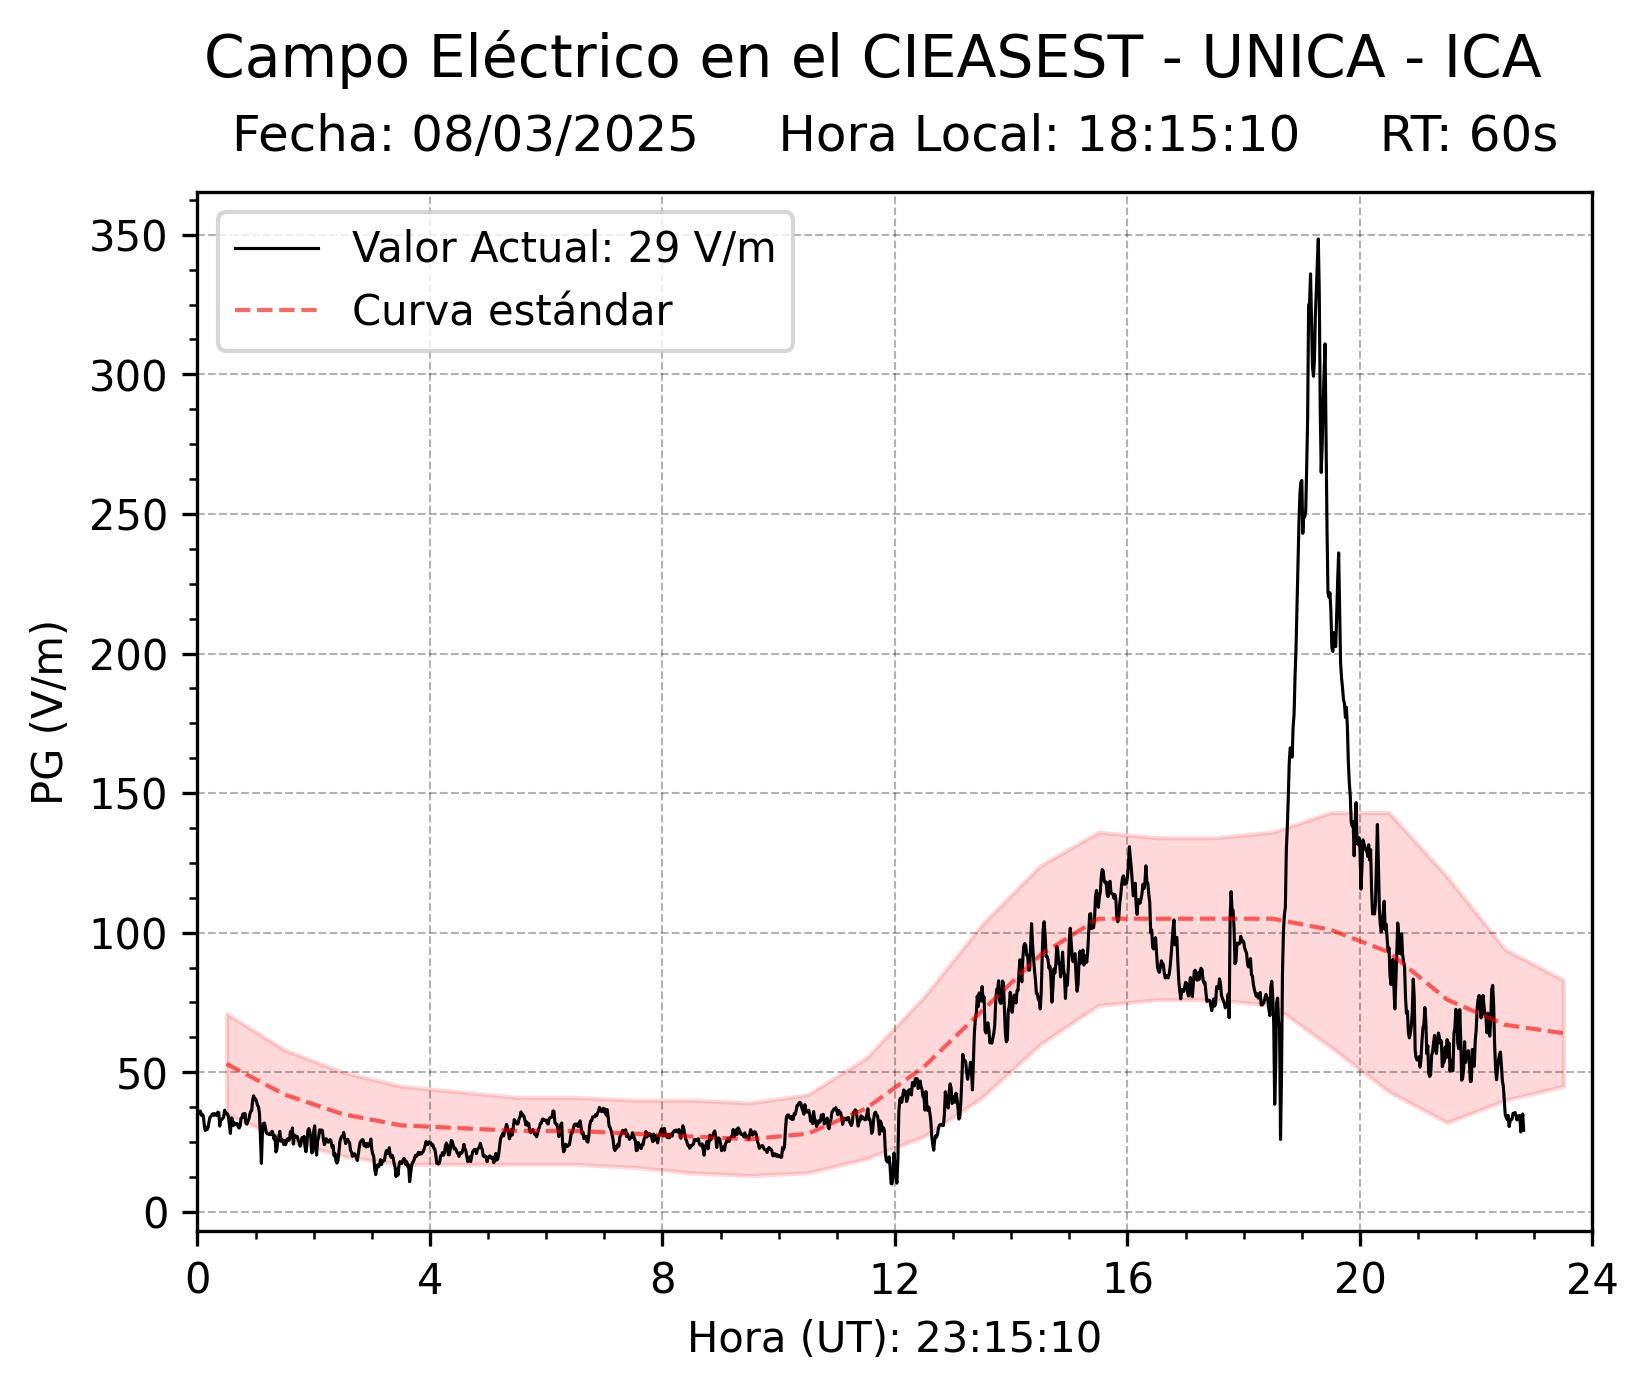 Campo Eléctrico en el CIEASEST - UNICA - ICA
Fecha: 08/03/2025 Hora Local: 18:15:10 RT: 60s
Valor Actual: 29 V/m
Curva estándar
PG (V/m)
350
300
250
200
150
100
50
0
0 4 8 12 16 20 24
Hora (UT): 23:15:10